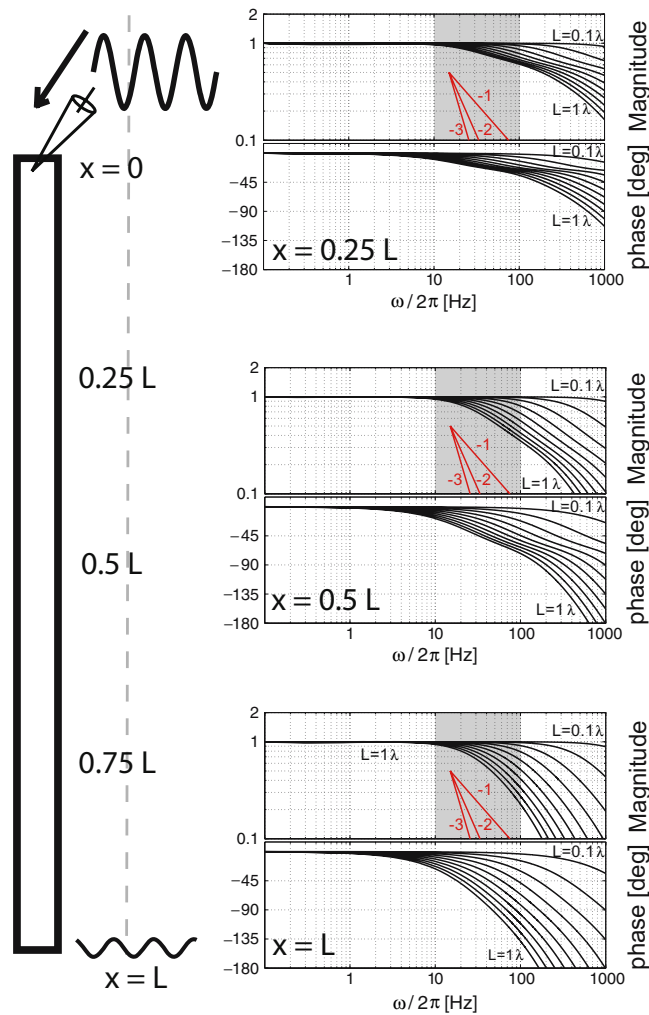 x = 0
0.25 L
0.5 L
0.75 L
x = L
2
1
0.1
L=0.1λ
L=1λ
-1
-2
-3
Magnitude
−45
−90
−135
−180
L=0.1λ
L=1λ
x = 0.25 L
phase [deg]
1 10 100 1000
ω/ 2π [Hz]
2
1
0.1
L=0.1λ
L=1λ
-1
-2
-3
Magnitude
−45
−90
−135
−180
L=0.1λ
L=1λ
x = 0.5 L
phase [deg]
1 10 100 1000
ω/ 2π [Hz]
2
1
0.1
L=0.1λ
L=1λ
-1
-2
-3
Magnitude
−45
−90
−135
−180
L=0.1λ
L=1λ
x = L
phase [deg]
1 10 100 1000
ω/ 2π [Hz]